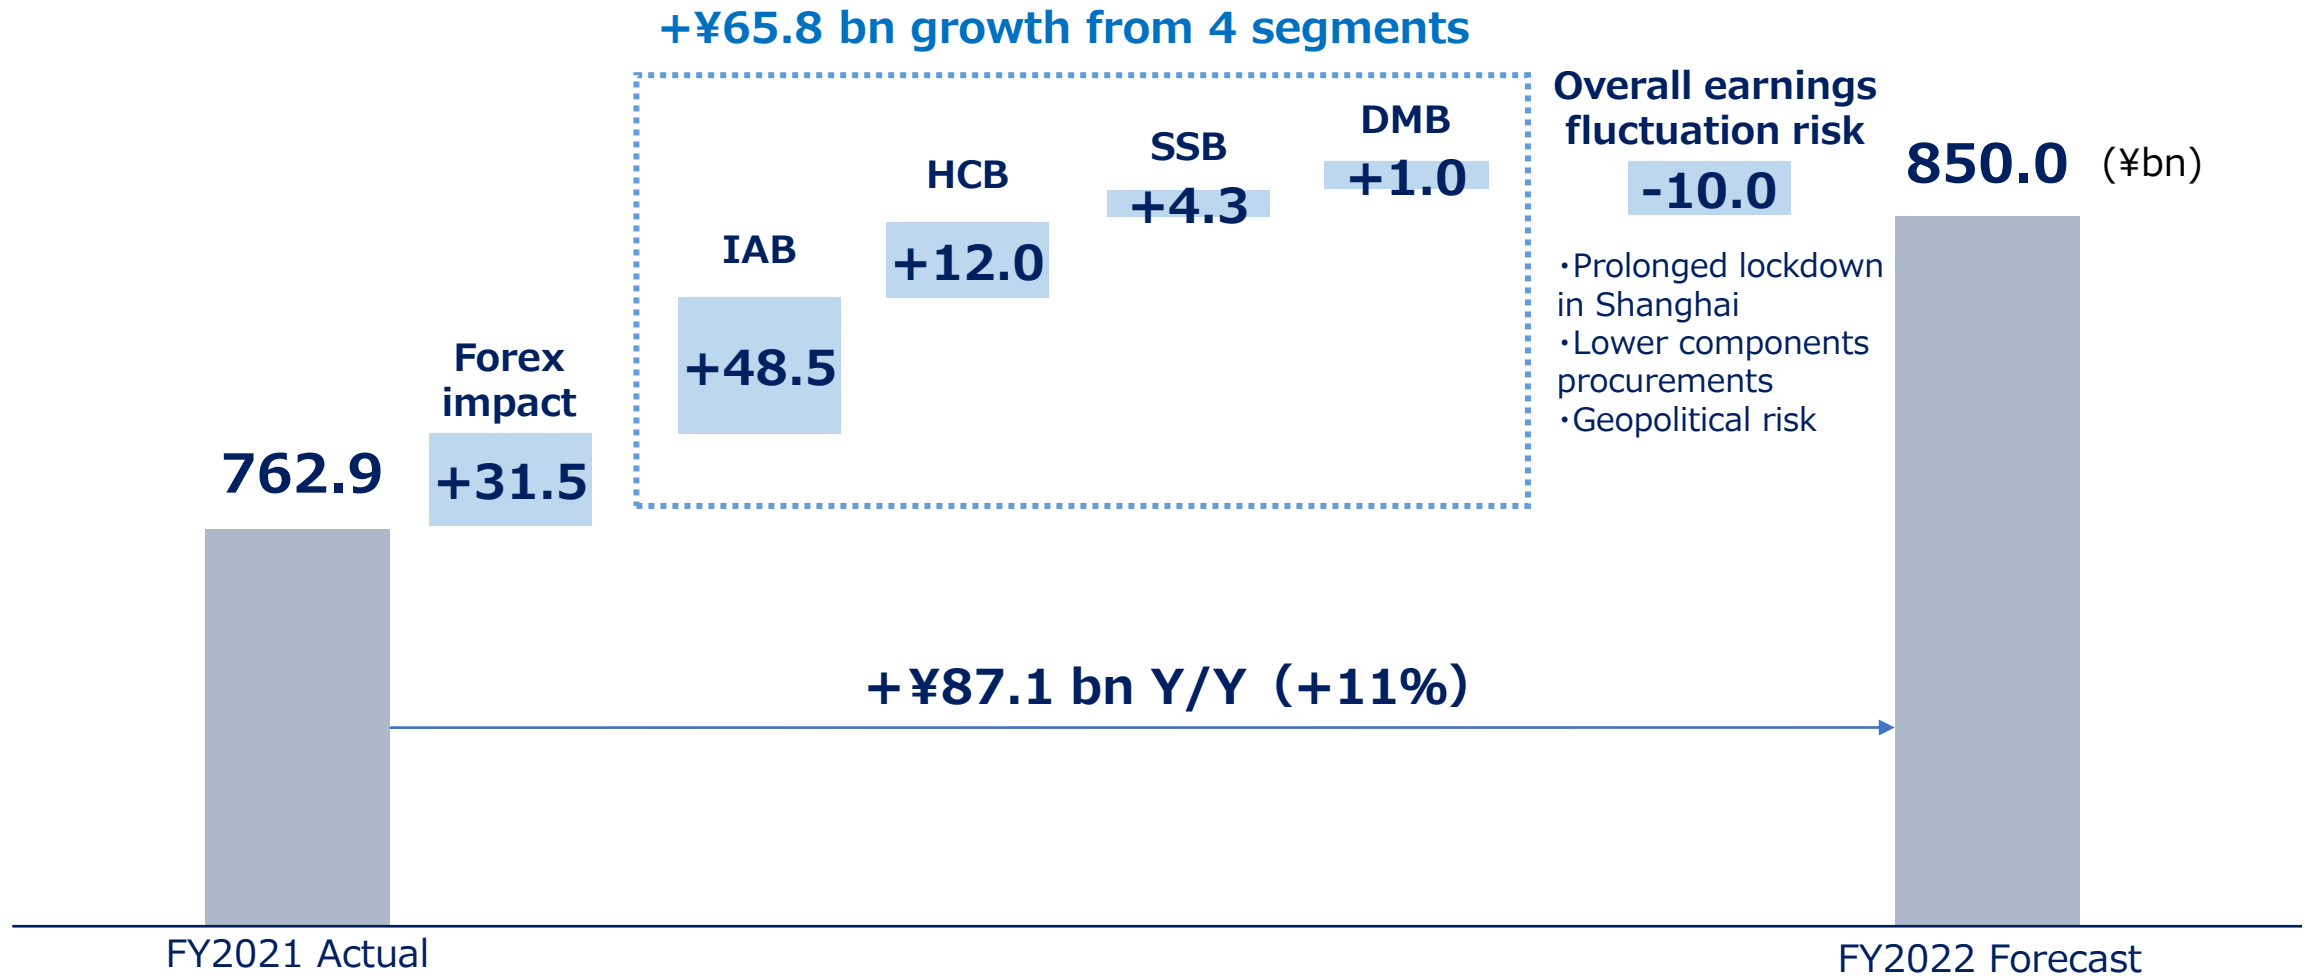 +¥65.8 bn growth from 4 segments
Overall earnings
fluctuation risk
-10.0
DMB
+1.0
SSB
+4.3
HCB
+12.0
IAB
+48.5
Forex
impact
+31.5
762.9
850.0
(¥bn)
・Prolonged lockdown
in Shanghai
・Lower components
procurements
・Geopolitical risk
+¥87.1 bn Y/Y（+11%）
FY2021 Actual
FY2022 Forecast